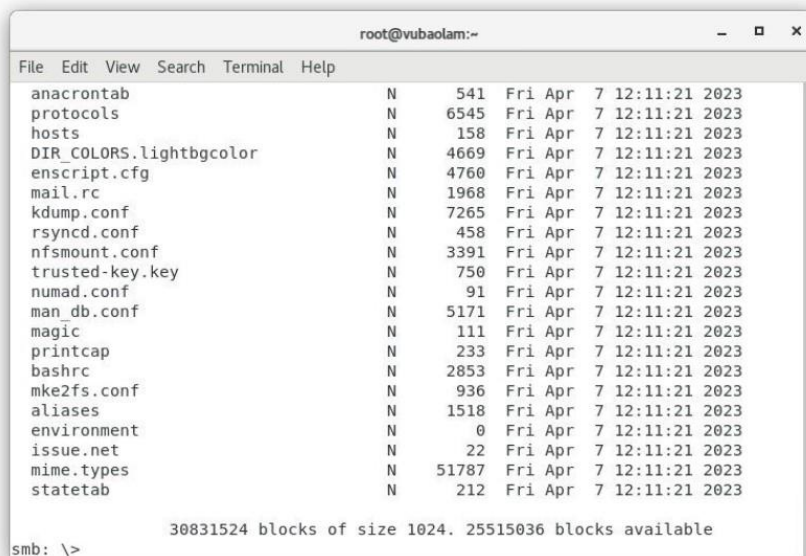 root@vubaolam:~
File Edit View Search Terminal Help
anacrontab N 541 Fri Apr 7 12:11:21 2023
protocols N 6545 Fri Apr 7 12:11:21 2023
hosts N 158 Fri Apr 7 12:11:21 2023
DIR_COLORS.lightbgcolor N 4669 Fri Apr 7 12:11:21 2023
enscript.cfg N 4760 Fri Apr 7 12:11:21 2023
mail.rc N 1968 Fri Apr 7 12:11:21 2023
kdump.conf N 7265 Fri Apr 7 12:11:21 2023
rsyncd.conf N 458 Fri Apr 7 12:11:21 2023
nfsmount.conf N 3391 Fri Apr 7 12:11:21 2023
trusted-key.key N 750 Fri Apr 7 12:11:21 2023
numad.conf N 91 Fri Apr 7 12:11:21 2023
man_db.conf N 5171 Fri Apr 7 12:11:21 2023
magic N 111 Fri Apr 7 12:11:21 2023
printcap N 233 Fri Apr 7 12:11:21 2023
bashrc N 2853 Fri Apr 7 12:11:21 2023
mke2fs.conf N 936 Fri Apr 7 12:11:21 2023
aliases N 1518 Fri Apr 7 12:11:21 2023
environment N 0 Fri Apr 7 12:11:21 2023
issue.net N 22 Fri Apr 7 12:11:21 2023
mime.types N 51787 Fri Apr 7 12:11:21 2023
statetab N 212 Fri Apr 7 12:11:21 2023
30831524 blocks of size 1024. 25515036 blocks available
smb: \>